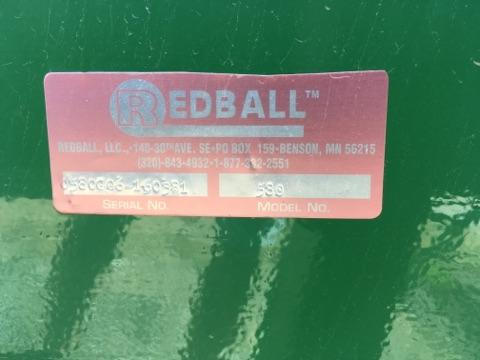 REDBALL™
REDBALL, LLC., -140-30TH AVE. SE-PO BOX 159-BENSON, MN 56215
(320)-843-4932-1-877-332-2551
580
SERIAL NO. MODEL NO.